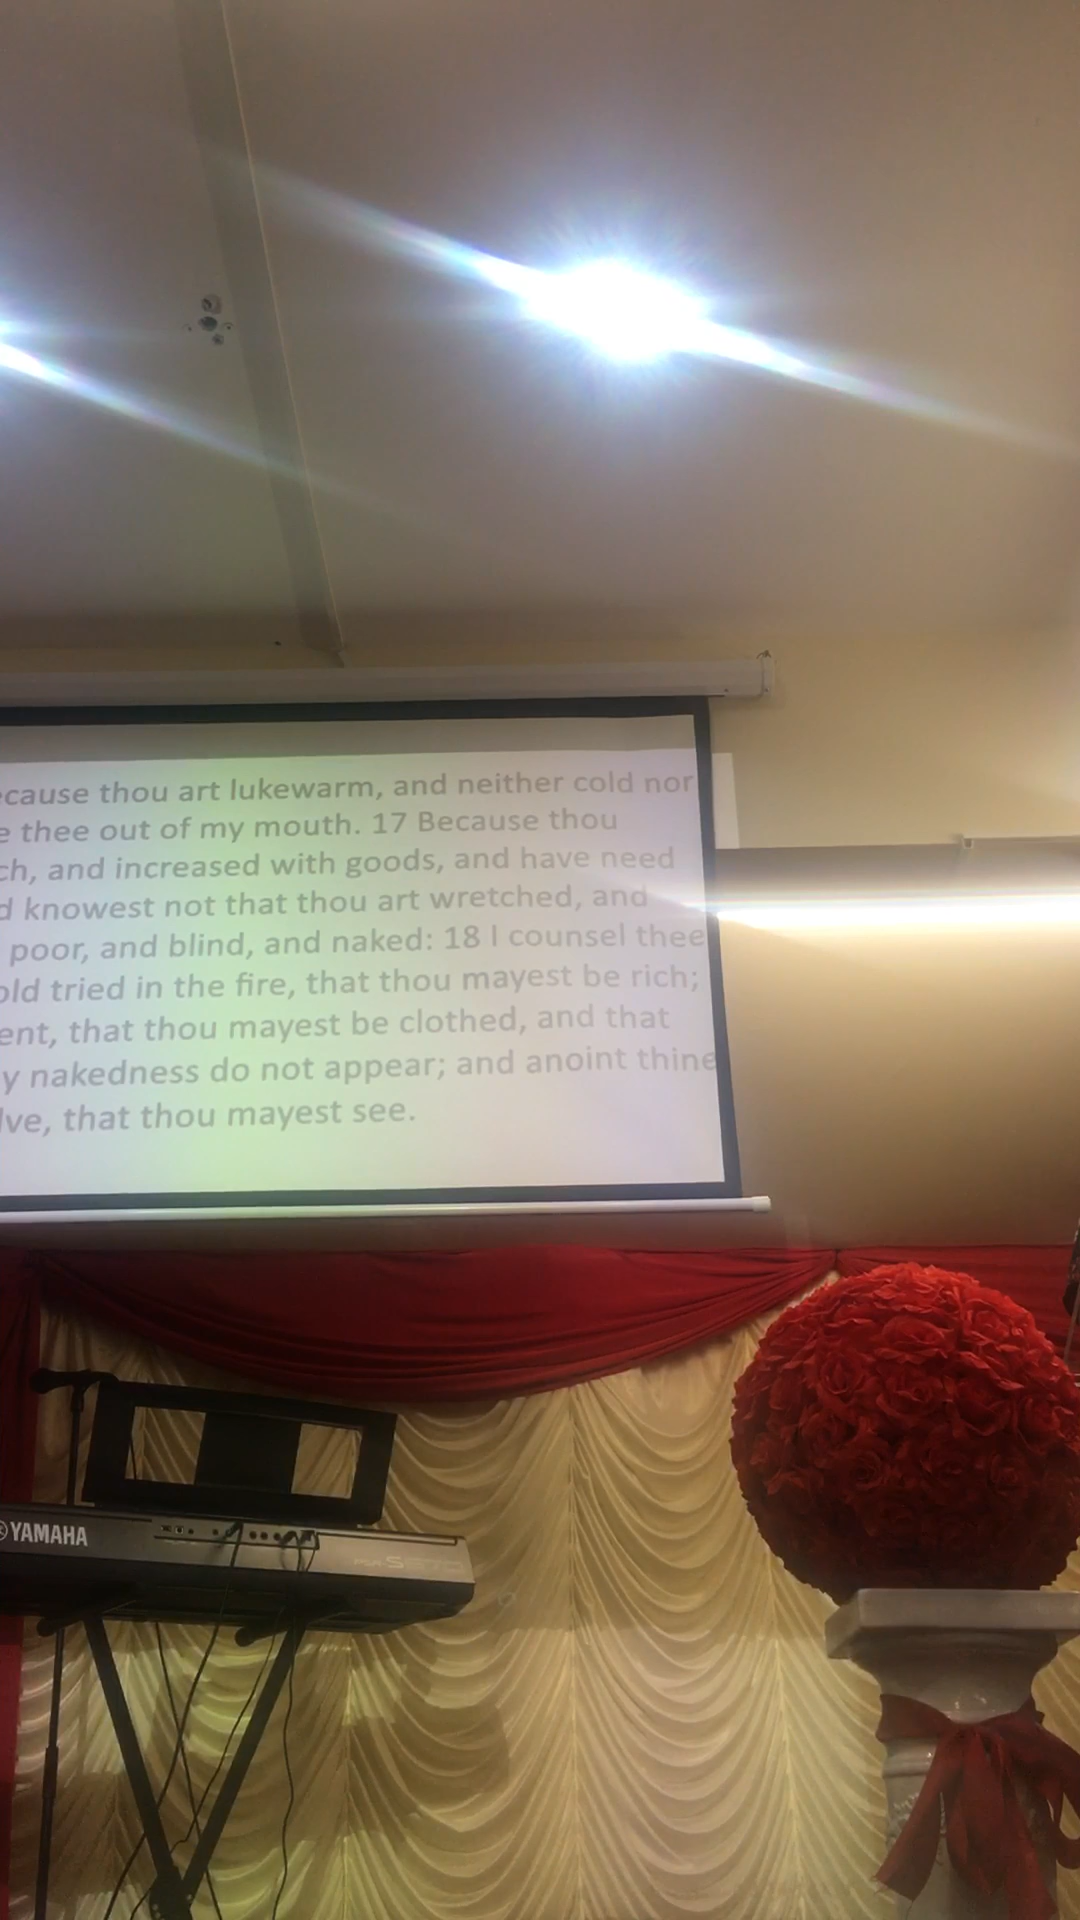 cause thou art lukewarm, and neither cold nor
e thee out of my mouth. 17 Because thou
ch, and increased with goods, and have need
d knowest not that thou art wretched, and
poor, and blind, and naked: 18 I counsel thee
old tried in the fire, that thou mayest be rich;
ent, that thou mayest be clothed, and that
y nakedness do not appear; and anoint thine
lve, that thou mayest see.
YAMAHA